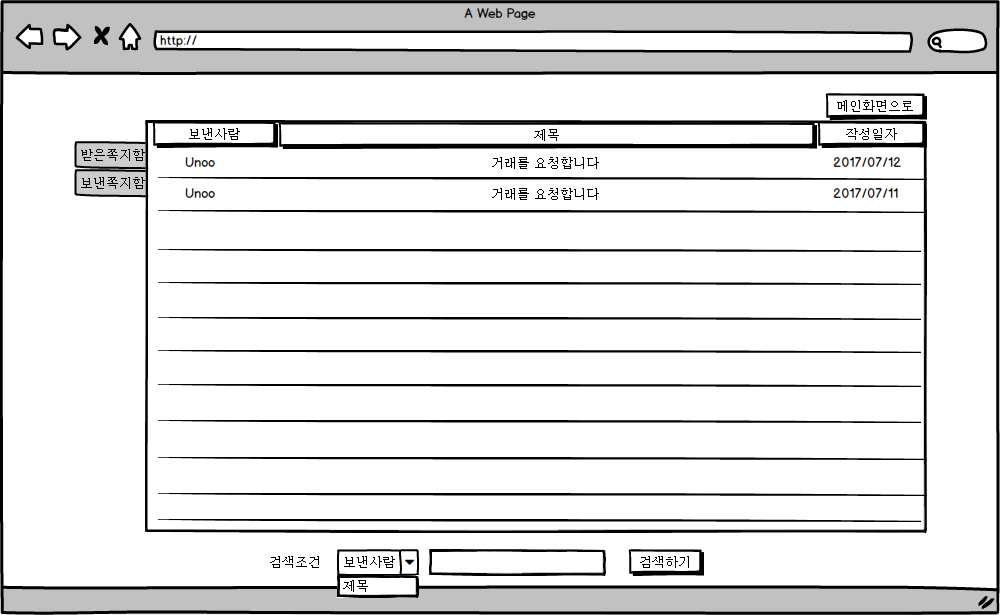 A Web Page
http://
메인화면으로
보낸사람 제목 작성일자
받은쪽지함
Unoo 거래를 요청합니다 2017/07/12
보낸쪽지함
Unoo 거래를 요청합니다 2017/07/11
검색조건 보낸사람 검색하기
제목